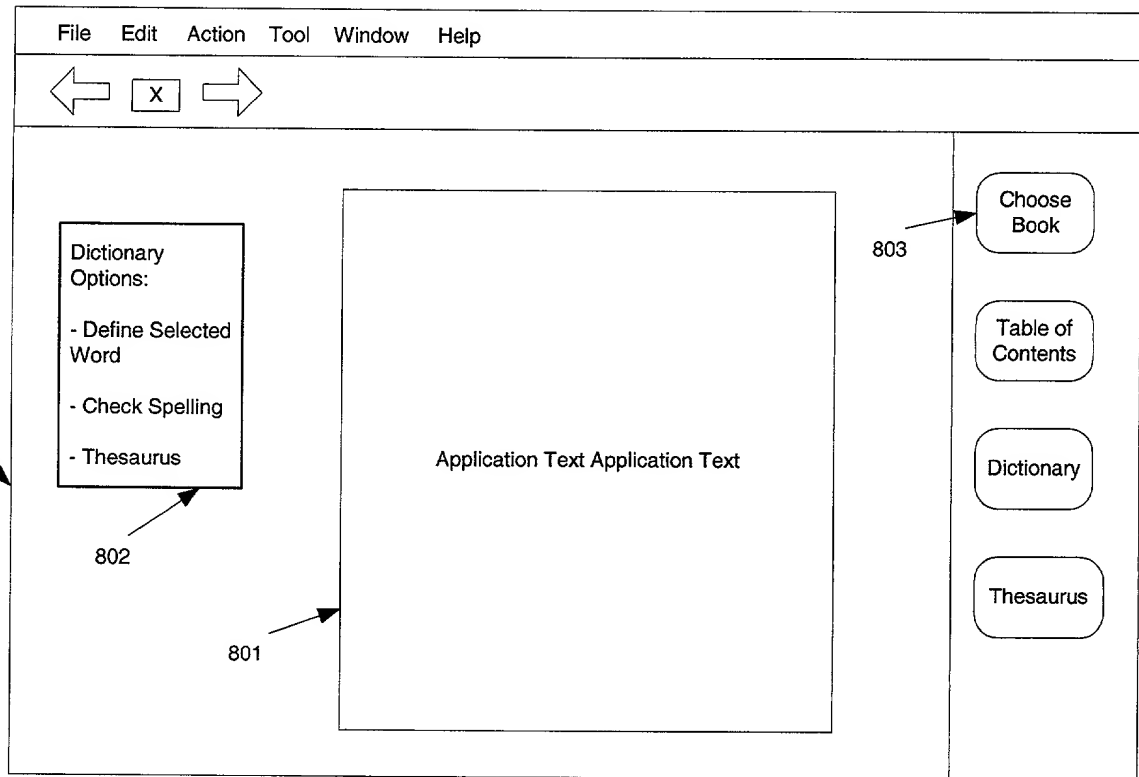 File Edit Action Tool Window Help
X
Dictionary
Options:
- Define Selected
Word
- Check Spelling
- Thesaurus
802
801
Application Text Application Text
803
Choose
Book
Table of
Contents
Dictionary
Thesaurus